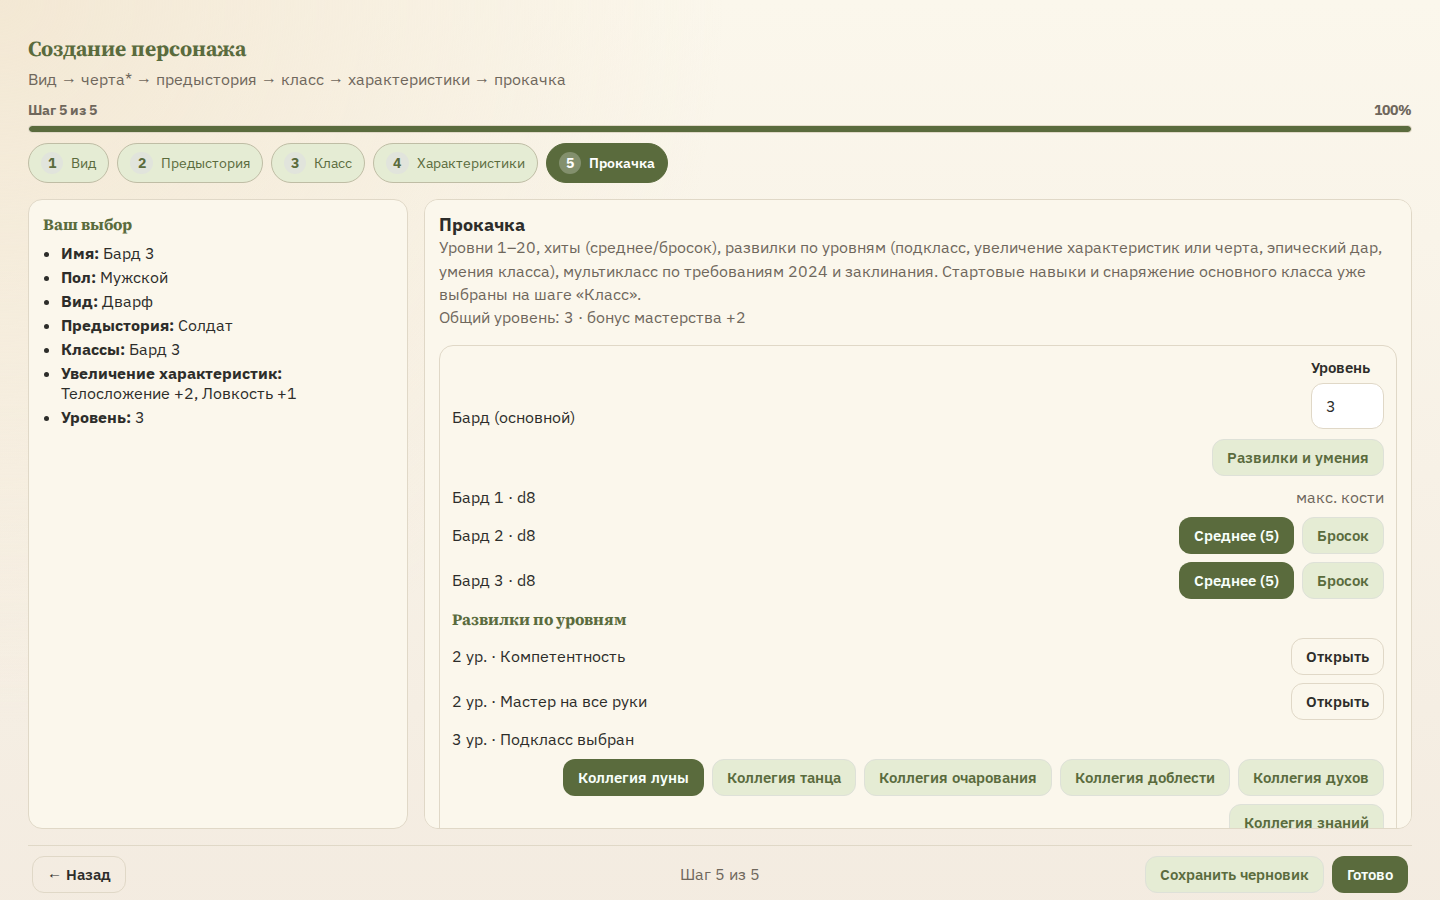 Создание персонажа
Вид → черта* → предыстория → класс → характеристики → прокачка
Шаг 5 из 5
100%
1 Вид
2 Предыстория
3 Класс
4 Характеристики
5 Прокачка
Ваш выбор
Имя: Бард 3
Пол: Мужской
Вид: Дварф
Предыстория: Солдат
Классы: Бард 3
Увеличение характеристик:
Телосложение +2, Ловкость +1
Уровень: 3
Прокачка
Уровни 1–20, хиты (среднее/бросок), развилки по уровням (подкласс, увеличение характеристик или черта, эпический дар,
умения класса), мультикласс по требованиям 2024 и заклинания. Стартовые навыки и снаряжение основного класса уже
выбраны на шаге «Класс».
Общий уровень: 3 · бонус мастерства +2
Уровень
Бард (основной)
3
Развилки и умения
Бард 1 · d8
макс. кости
Бард 2 · d8
Среднее (5)
Бросок
Бард 3 · d8
Среднее (5)
Бросок
Развилки по уровням
2 ур. · Компетентность
Открыть
2 ур. · Мастер на все руки
Открыть
3 ур. · Подкласс выбран
Коллегия луны
Коллегия танца
Коллегия очарования
Коллегия доблести
Коллегия духов
Коллегия знаний
← Назад
Шаг 5 из 5
Сохранить черновик
Готово